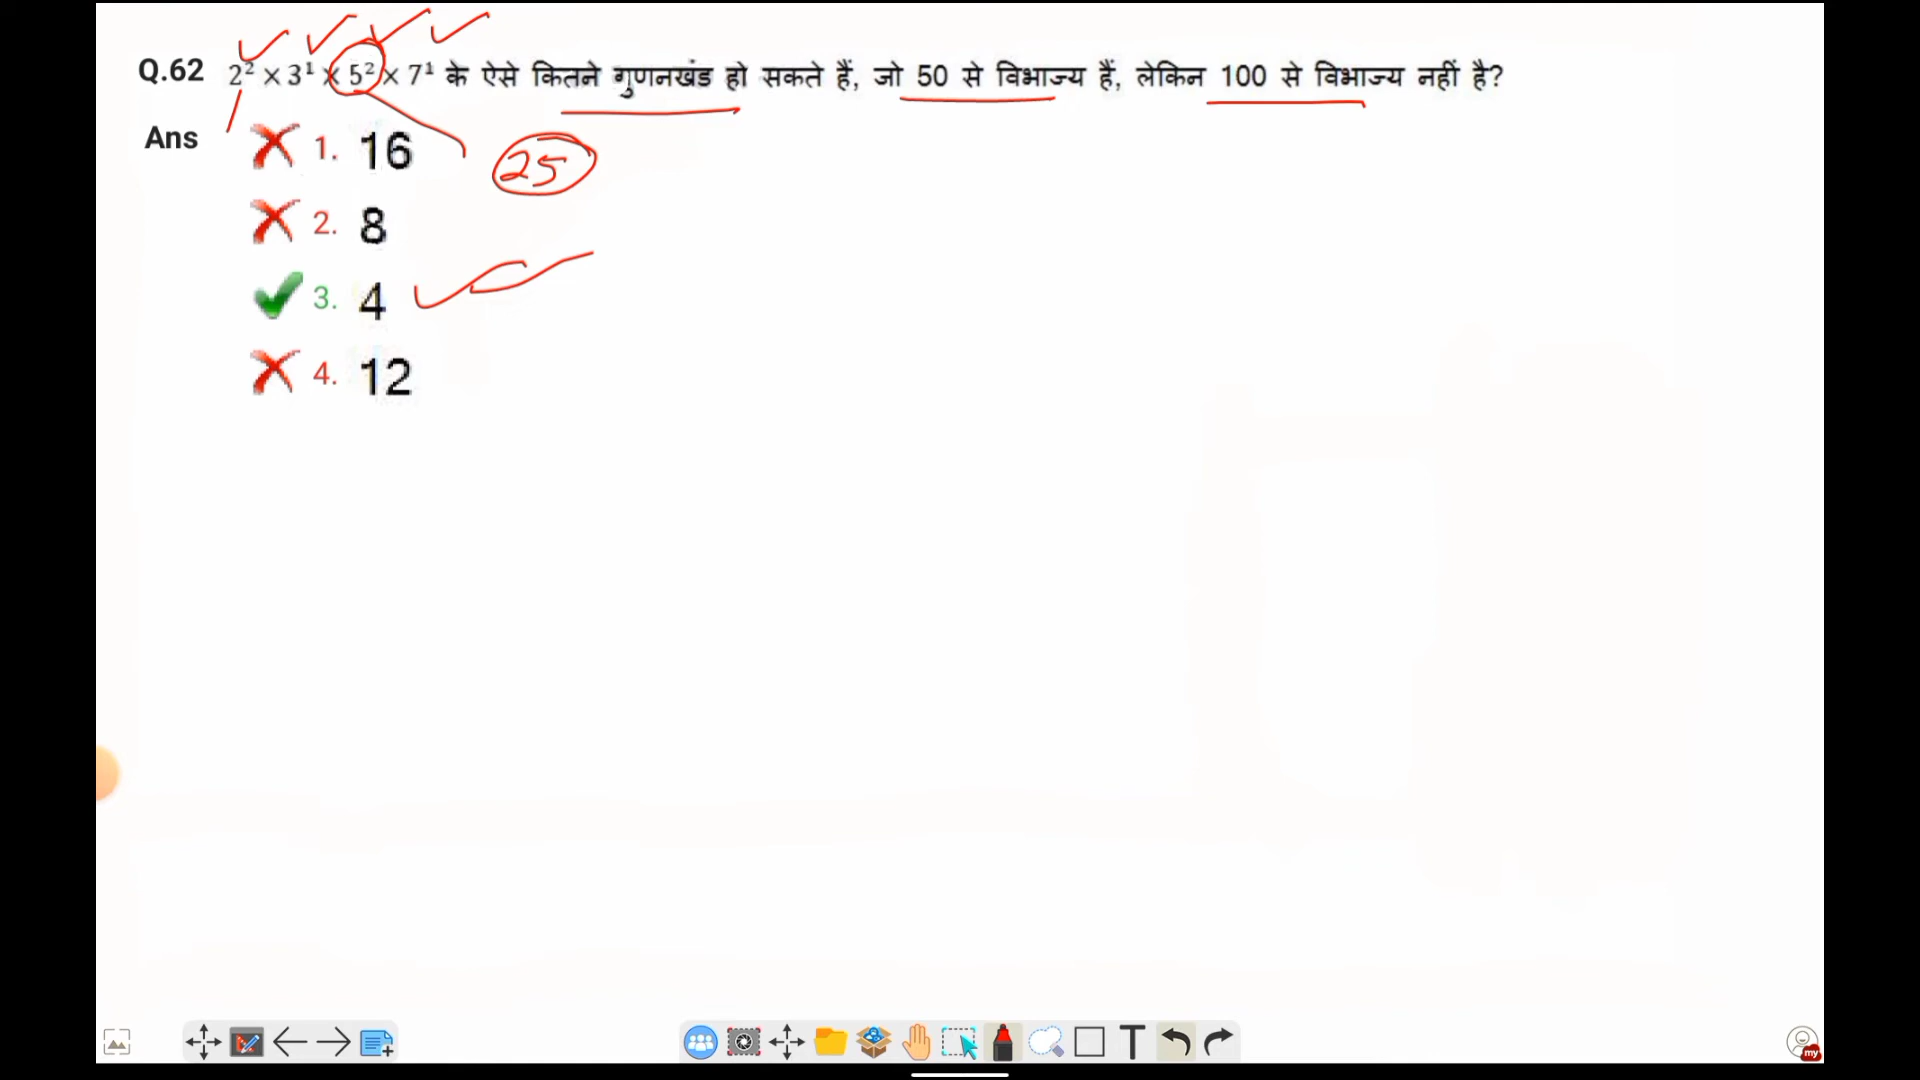 Q.62 2² × 3¹ × 5² × 7¹ के ऐसे कितने गुणनखंड हो सकते हैं, जो 50 से विभाज्य हैं, लेकिन 100 से विभाज्य नहीं है?
Ans 1. 16
25
2. 8
3. 4
4. 12
T
my